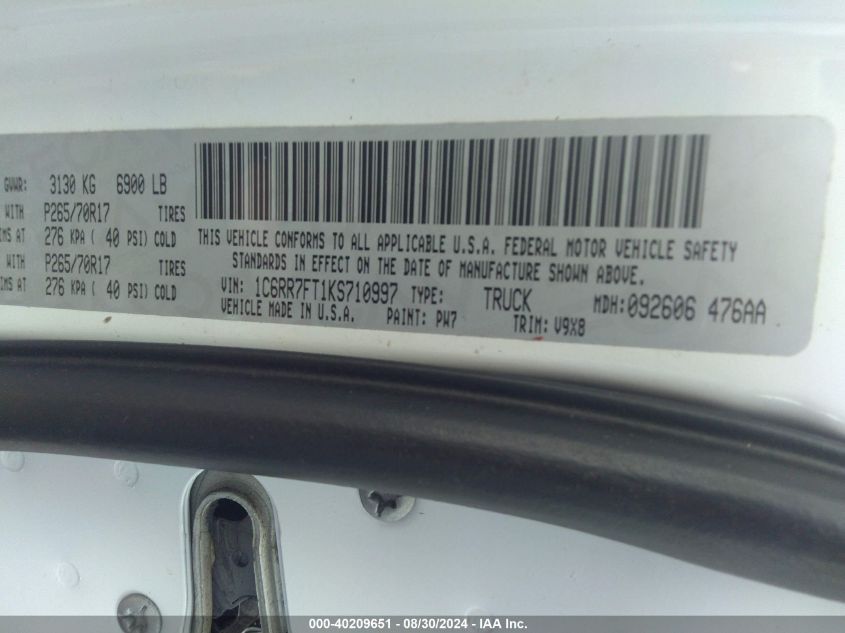 GVWR: 3130 KG 6900 LB
WITH P265/70R17 TIRES
IMS AT 276 KPA ( 40 PSI) COLD
WITH P265/70R17 TIRES
IMS AT 276 KPA ( 40 PSI) COLD
THIS VEHICLE CONFORMS TO ALL APPLICABLE U.S.A. FEDERAL MOTOR VEHICLE SAFETY
STANDARDS IN EFFECT ON THE DATE OF MANUFACTURE SHOWN ABOVE.
VIN: 1C6RR7FT1KS710997 TYPE: TRUCK MDH:092606 476AA
VEHICLE MADE IN U.S.A. PAINT: PW7 TRIM: V9X8
000-40209651 - 08/30/2024 - IAA Inc.